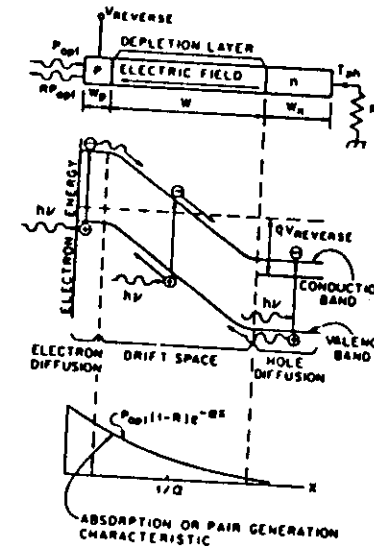 VREVERSE
DEPLETION LAYER
Popt
RPopt
P
ELECTRIC FIELD
n
Iph
R
Wp
W
Wn
ELECTRON ENERGY
hν
hν
hν
QVREVERSE
CONDUCTION
BAND
VALENC
BAND
ELECTRON
DIFFUSION
DRIFT SPACE
HOLE
DIFFUSION
Popt(1-R)e^-αx
1/α
X
ABSORPTION OR PAIR GENERATION
CHARACTERISTIC